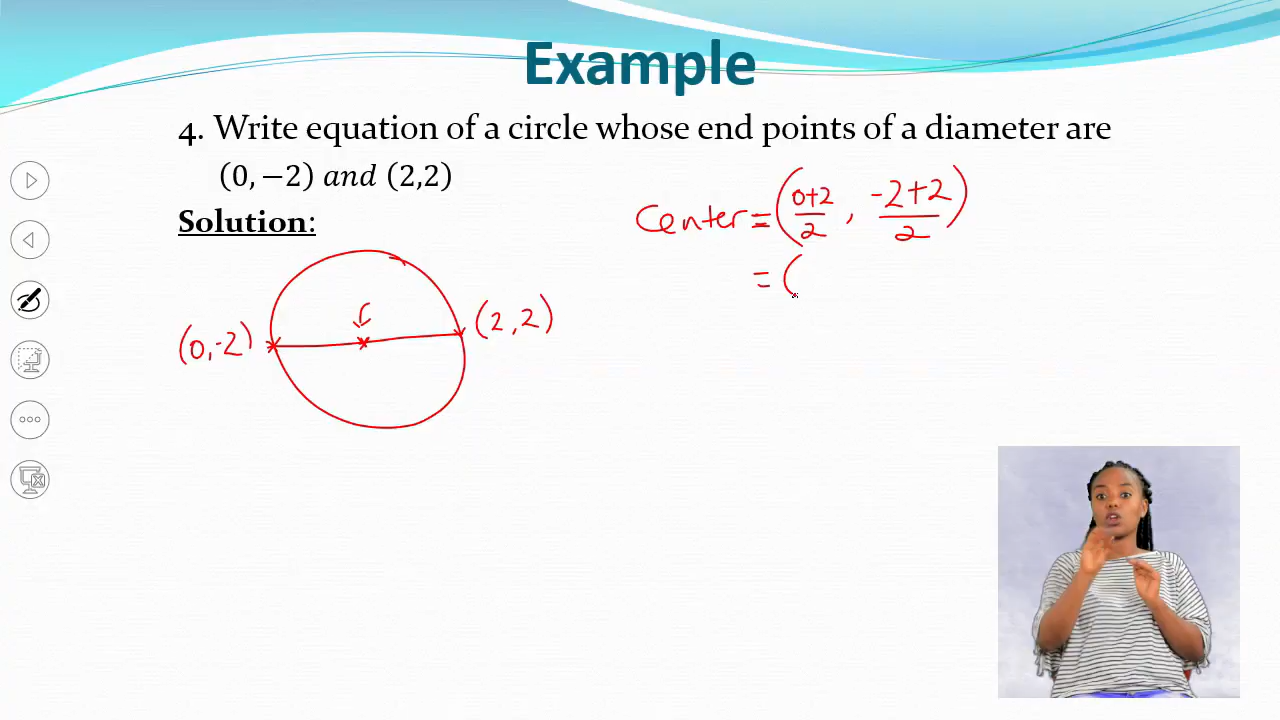 Example
4. Write equation of a circle whose end points of a diameter are
(0, −2) and (2,2)
Solution:
Center = (0+2/2, -2+2/2)
= (
c
(0,-2)
(2,2)